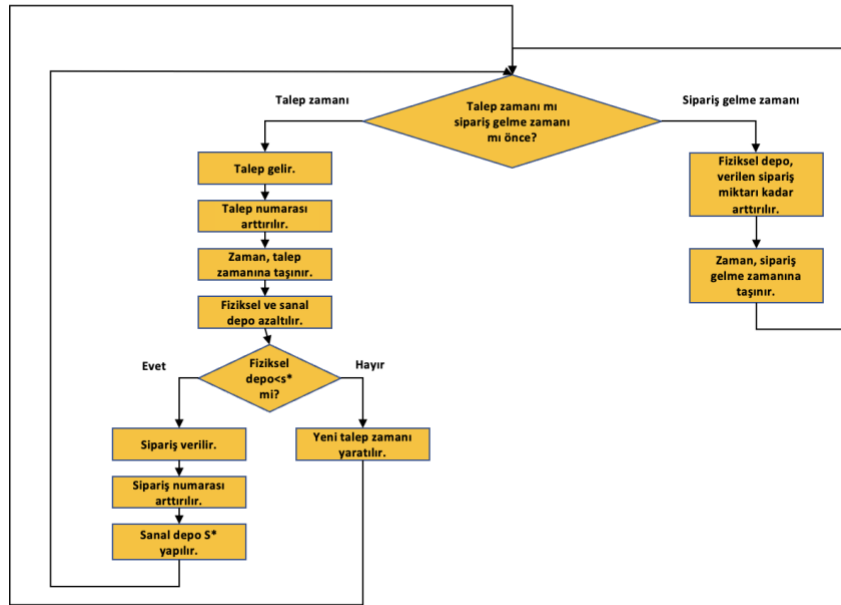 Talep zamanı
Talep zamanı mı
sipariş gelme zamanı
mı önce?
Sipariş gelme zamanı
Talep gelir.
Talep numarası
arttırılır.
Zaman, talep
zamanına taşınır.
Fiziksel ve sanal
depo azaltılır.
Fiziksel depo,
verilen sipariş
miktarı kadar
arttırılır.
Zaman, sipariş
gelme zamanına
taşınır.
Evet
Fiziksel
depo<s*
mi?
Hayır
Sipariş verilir.
Sipariş numarası
arttırılır.
Sanal depo S*
yapılır.
Yeni talep zamanı
yaratılır.